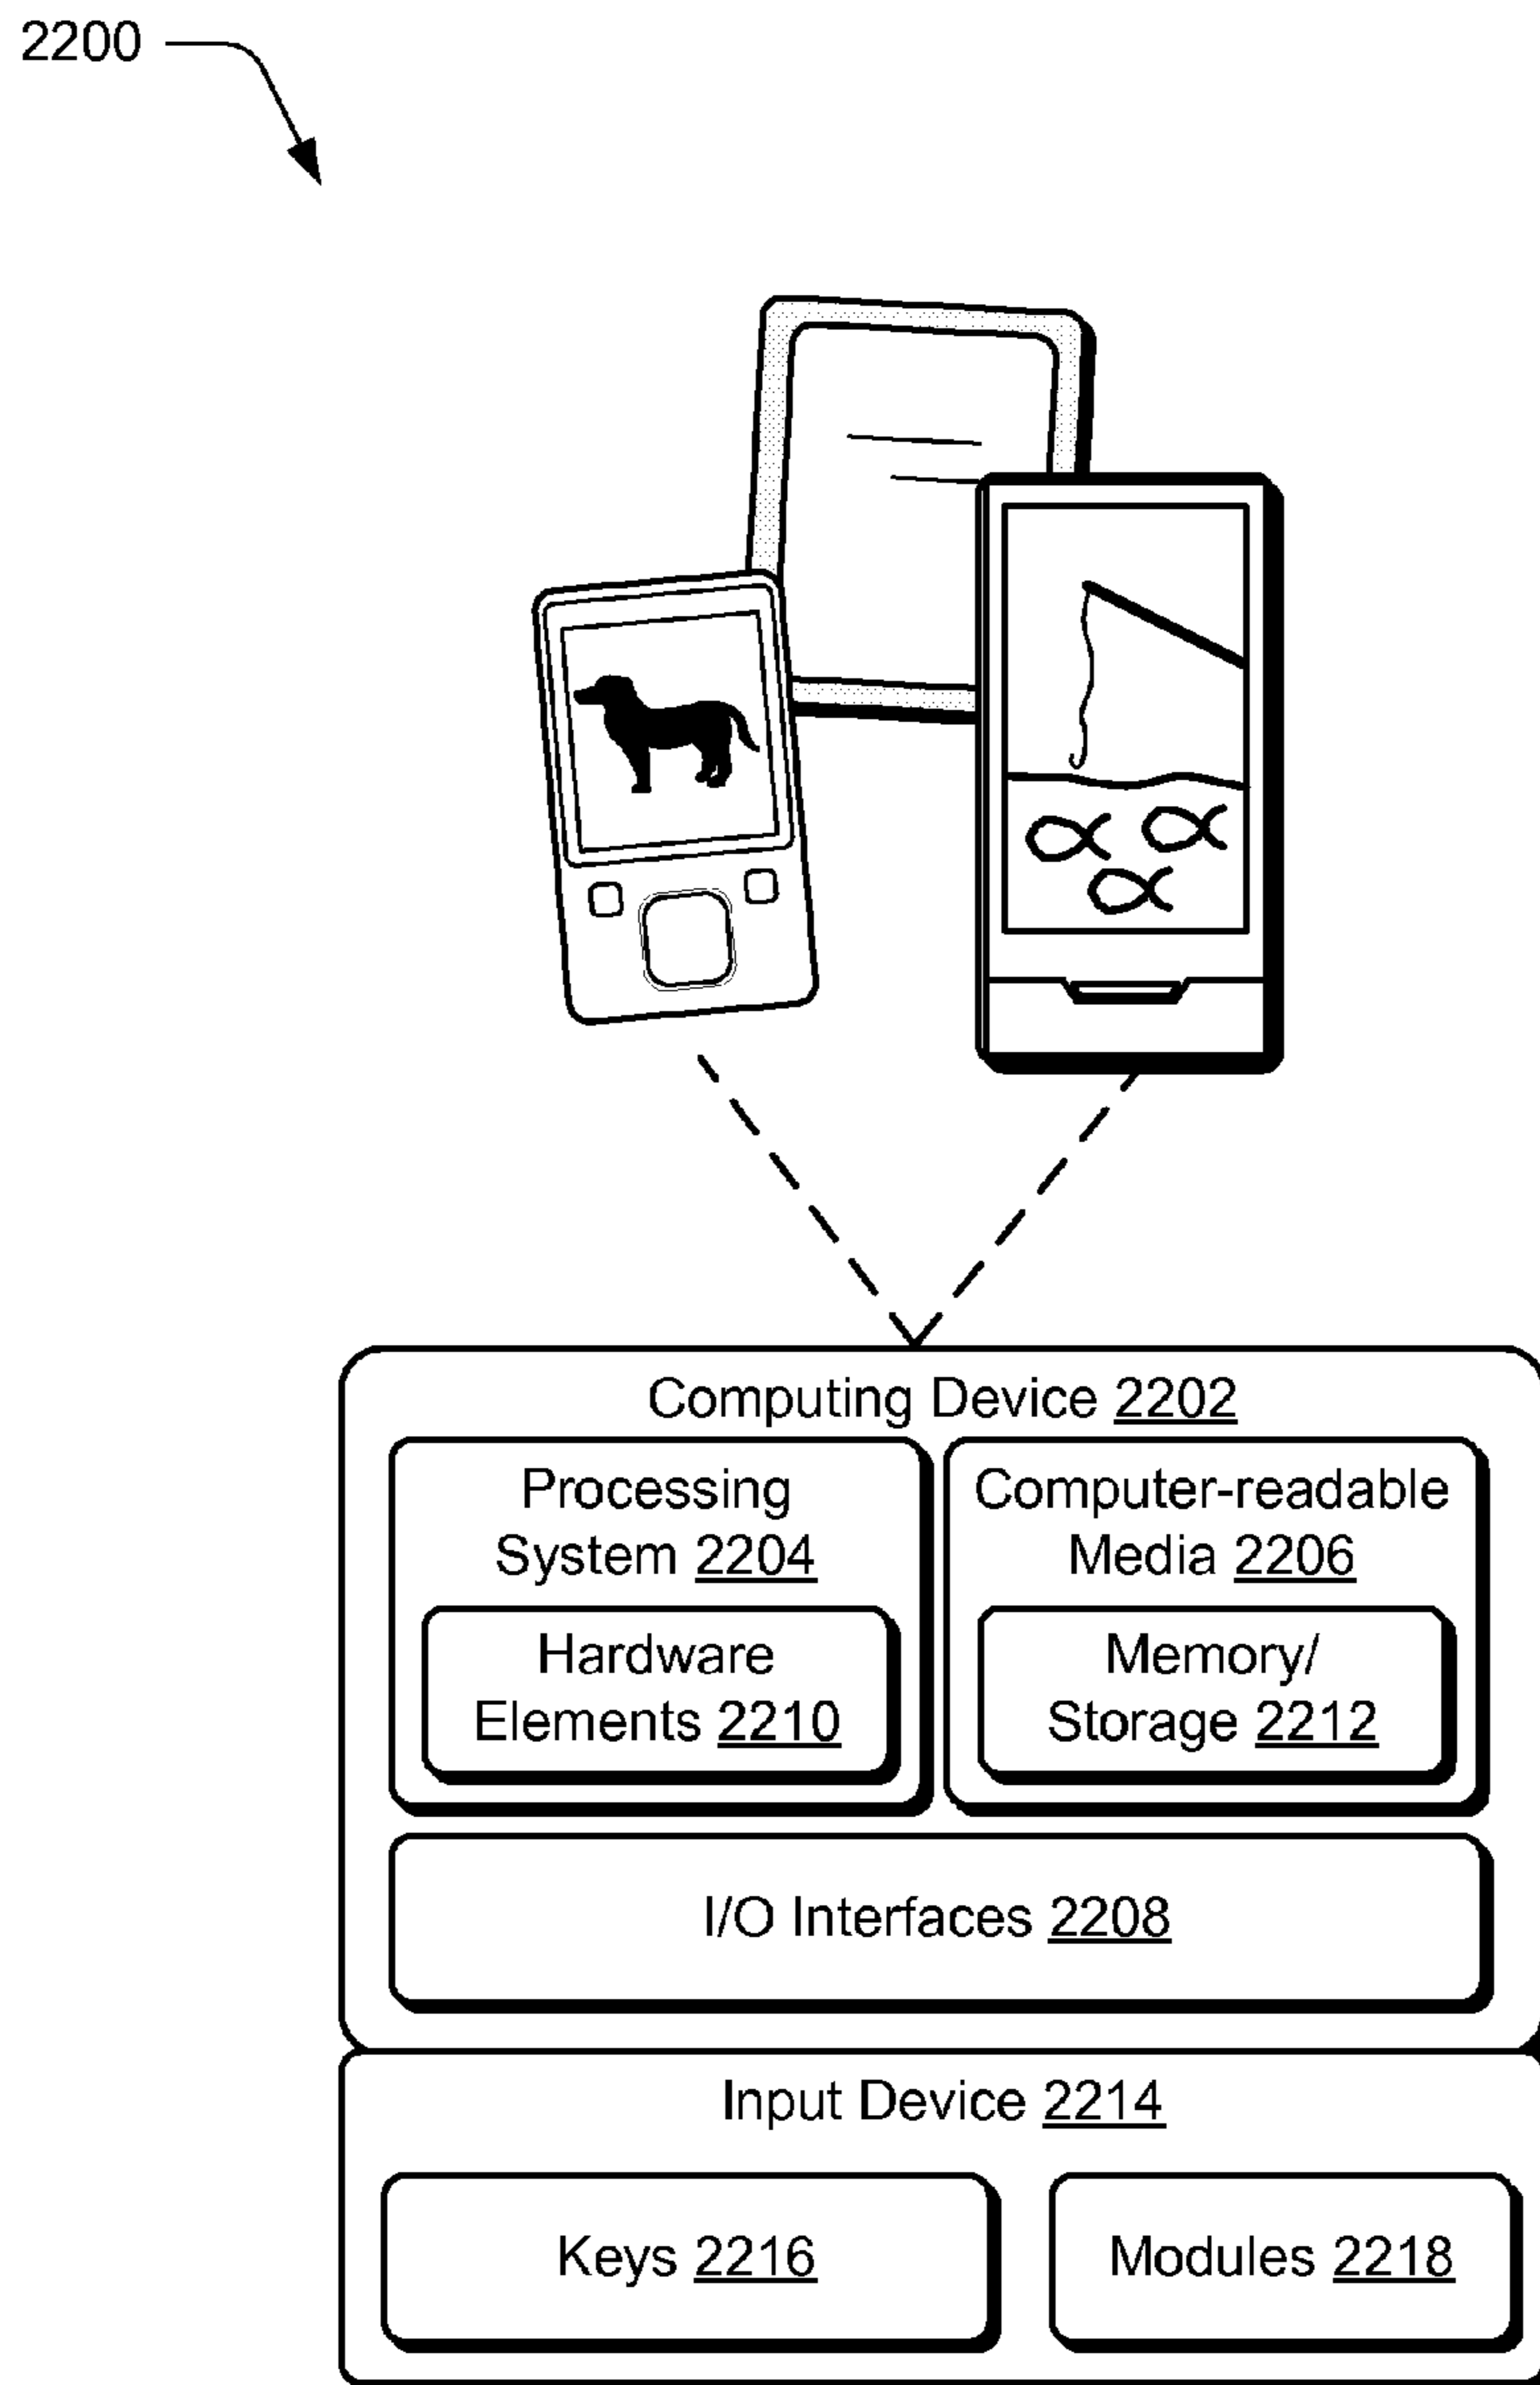 2200
Computing Device 2202
Processing
System 2204
Computer-readable
Media 2206
Hardware
Elements 2210
Memory/
Storage 2212
I/O Interfaces 2208
Input Device 2214
Keys 2216
Modules 2218